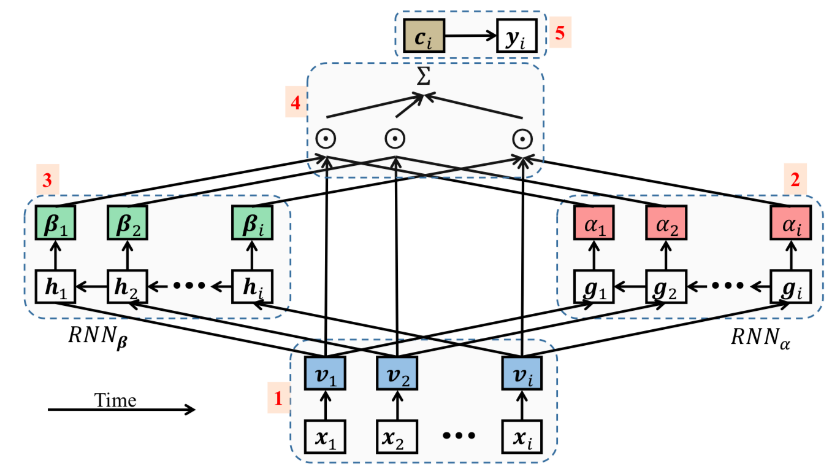 c_i y_i 5
Σ
4
⊙ ⊙ ⊙
3 2
β_1 β_2 β_i α_1 α_2 α_i
h_1 h_2 ••• h_i g_1 g_2 ••• g_i
RNN_β RNN_α
v_1 v_2 v_i
1
Time
x_1 x_2 ••• x_i